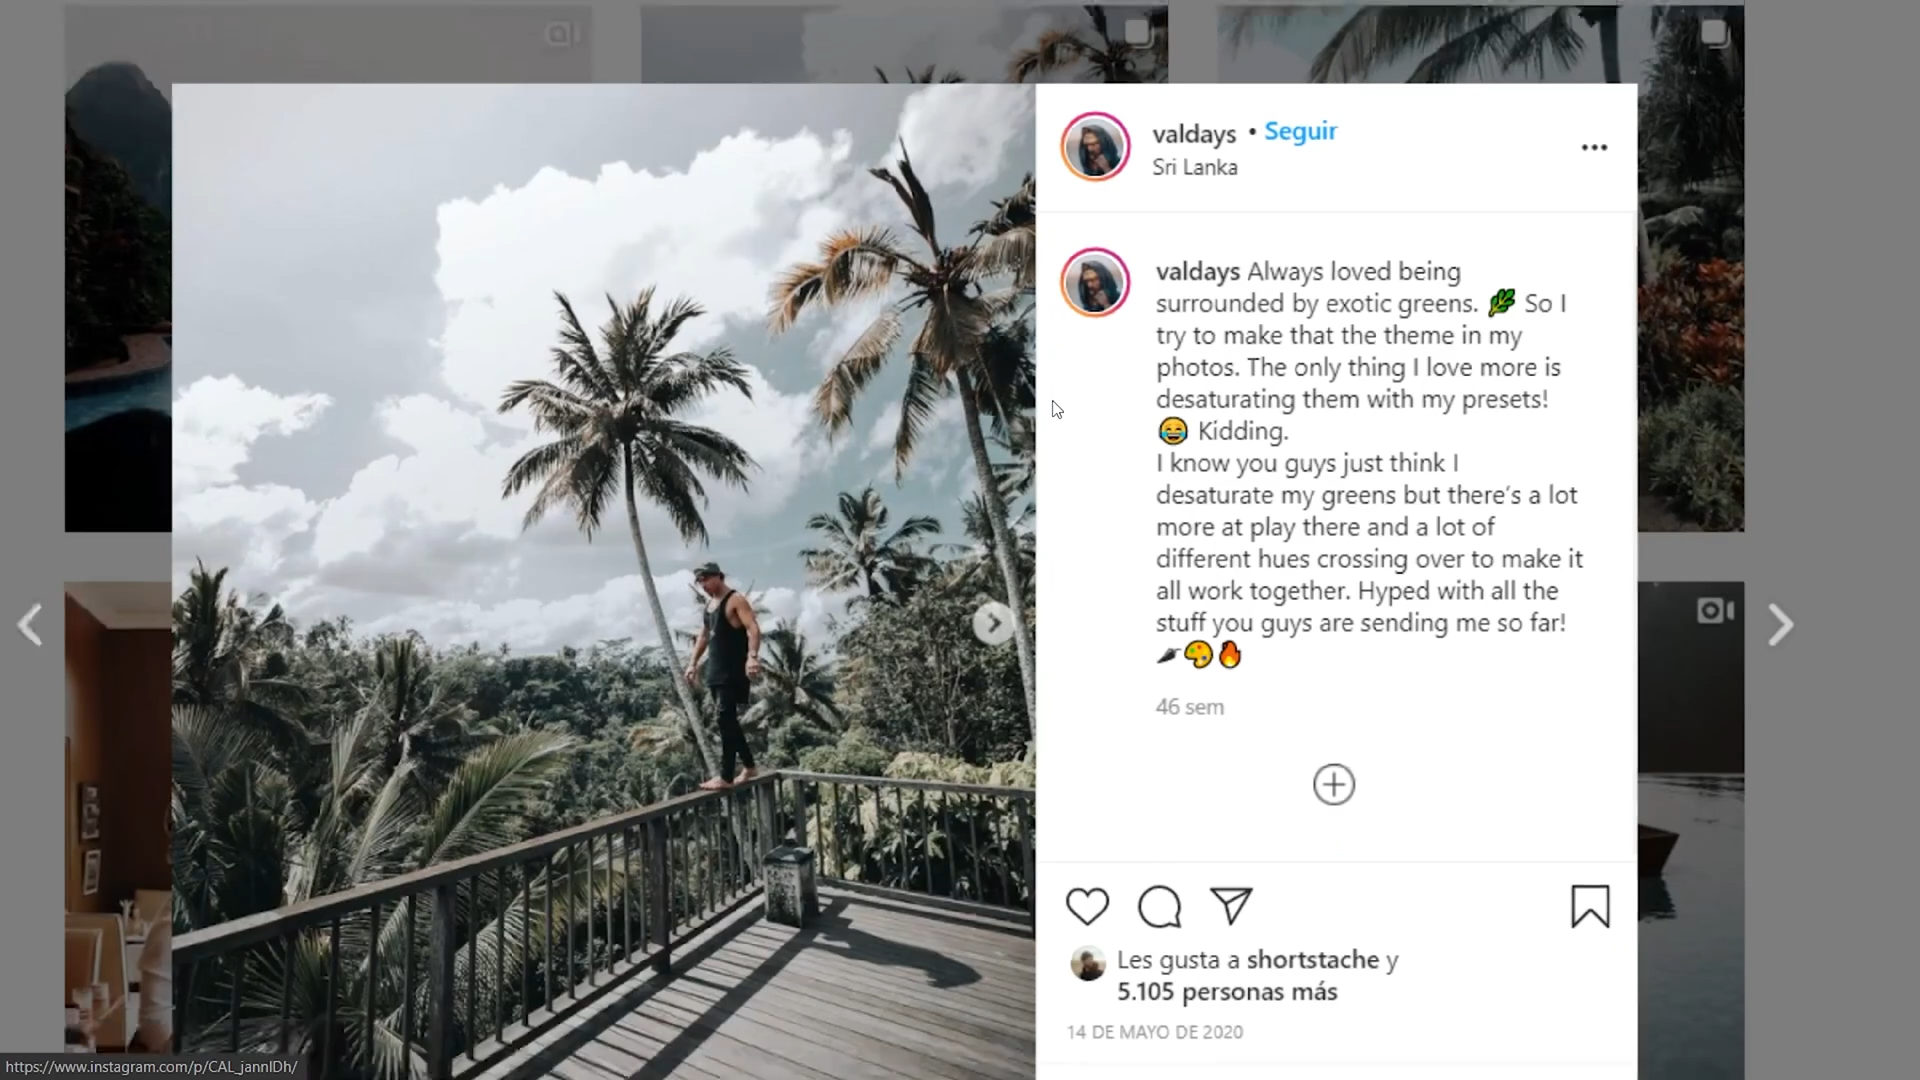 valdays • Seguir
Sri Lanka
valdays Always loved being
surrounded by exotic greens. 🌿 So I
try to make that the theme in my
photos. The only thing I love more is
desaturating them with my presets!
😂 Kidding.
I know you guys just think I
desaturate my greens but there's a lot
more at play there and a lot of
different hues crossing over to make it
all work together. Hyped with all the
stuff you guys are sending me so far!
🌶🎨🔥
46 sem
Les gusta a shortstache y
5.105 personas más
14 DE MAYO DE 2020
https://www.instagram.com/p/CAL_jannlDh/